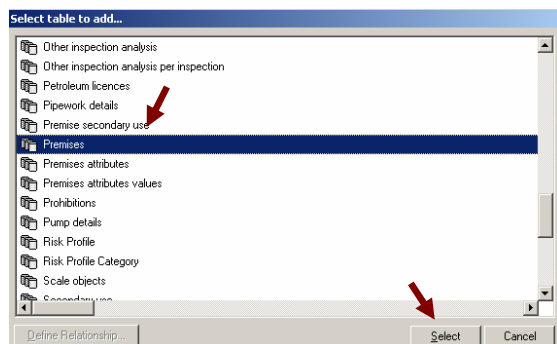 Select table to add...
Other inspection analysis
Other inspection analysis per inspection
Petroleum licences
Pipework details
Premise secondary use
Premises
Premises attributes
Premises attributes values
Prohibitions
Pump details
Risk Profile
Risk Profile Category
Scale objects
Secondary use
Define Relationship...
Select
Cancel